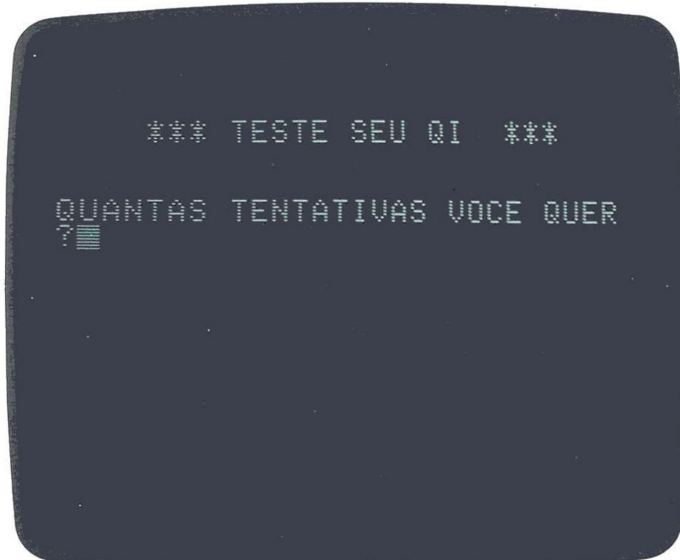 *** TESTE SEU QI ***
QUANTAS TENTATIVAS VOCE QUER
?